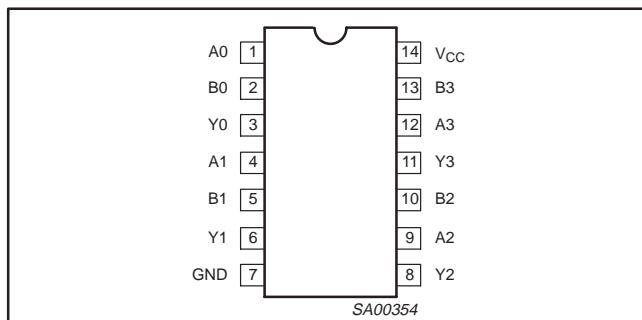 A0 1 14 VCC
B0 2 13 B3
Y0 3 12 A3
A1 4 11 Y3
B1 5 10 B2
Y1 6 9 A2
GND 7 8 Y2
SA00354